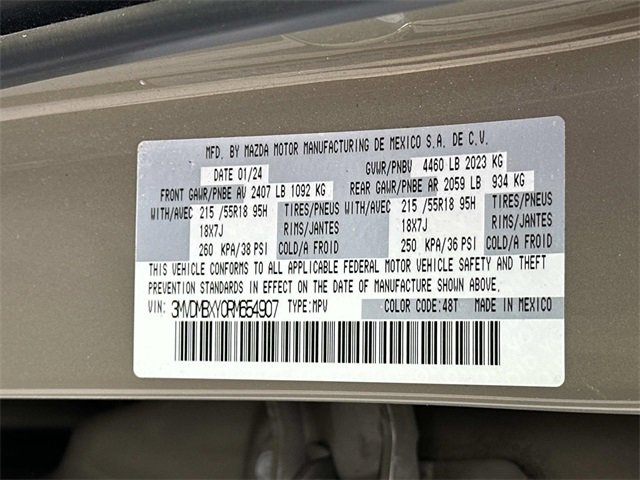 MFD. BY MAZDA MOTOR MANUFACTURING DE MEXICO S.A. DE C.V.
DATE 01/24 GVWR/PNBV 4460 LB 2023 KG
FRONT GAWR/PNBE AV 2407 LB 1092 KG REAR GAWR/PNBE AR 2059 LB 934 KG
WITH/AVEC 215 /55R18 95H TIRES/PNEUS WITH/AVEC 215 /55R18 95H TIRES/PNEUS
18X7J RIMS/JANTES 18X7J RIMS/JANTES
260 KPA/38 PSI COLD/A FROID 250 KPA/36 PSI COLD/A FROID
THIS VEHICLE CONFORMS TO ALL APPLICABLE FEDERAL MOTOR VEHICLE SAFETY AND THEFT
PREVENTION STANDARDS IN EFFECT ON THE DATE OF MANUFACTURE SHOWN ABOVE.
VIN: 3MVDMBXY0RM654907 TYPE:MPV COLOR CODE:48T MADE IN MEXICO